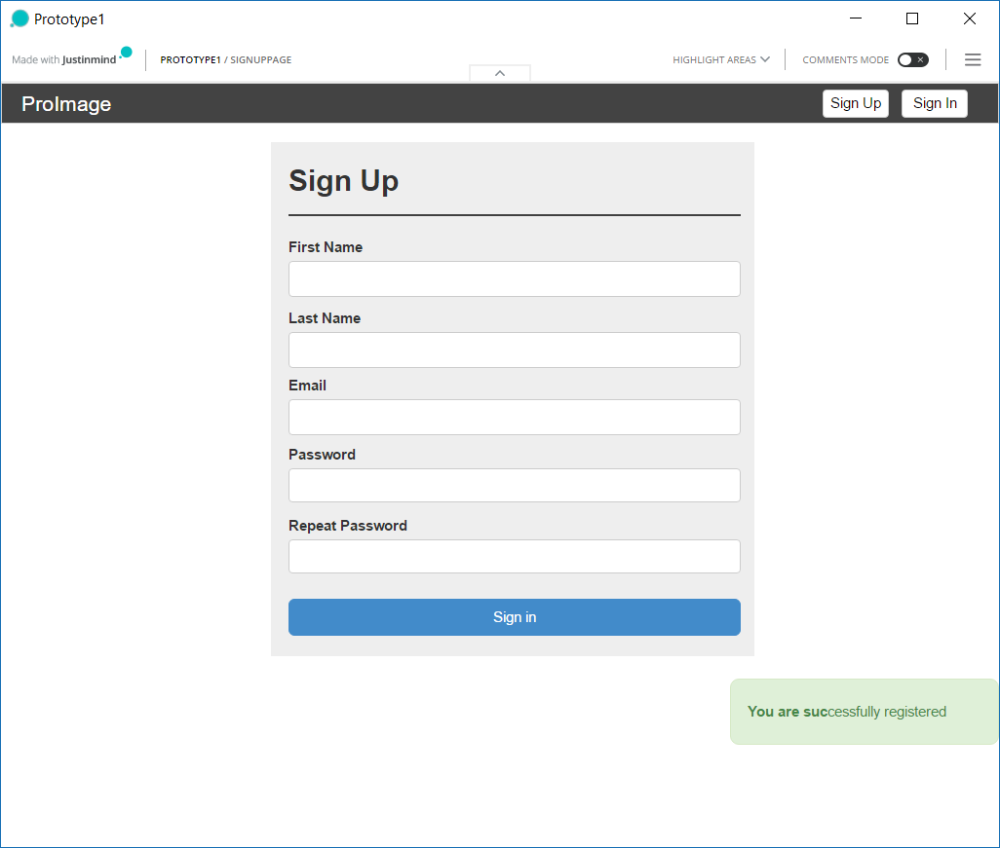 Prototype1
Made with Justinmind
PROTOTYPE1 / SIGNUPPAGE
HIGHLIGHT AREAS
COMMENTS MODE
ProImage
Sign Up
Sign In
Sign Up
First Name
Last Name
Email
Password
Repeat Password
Sign in
You are successfully registered